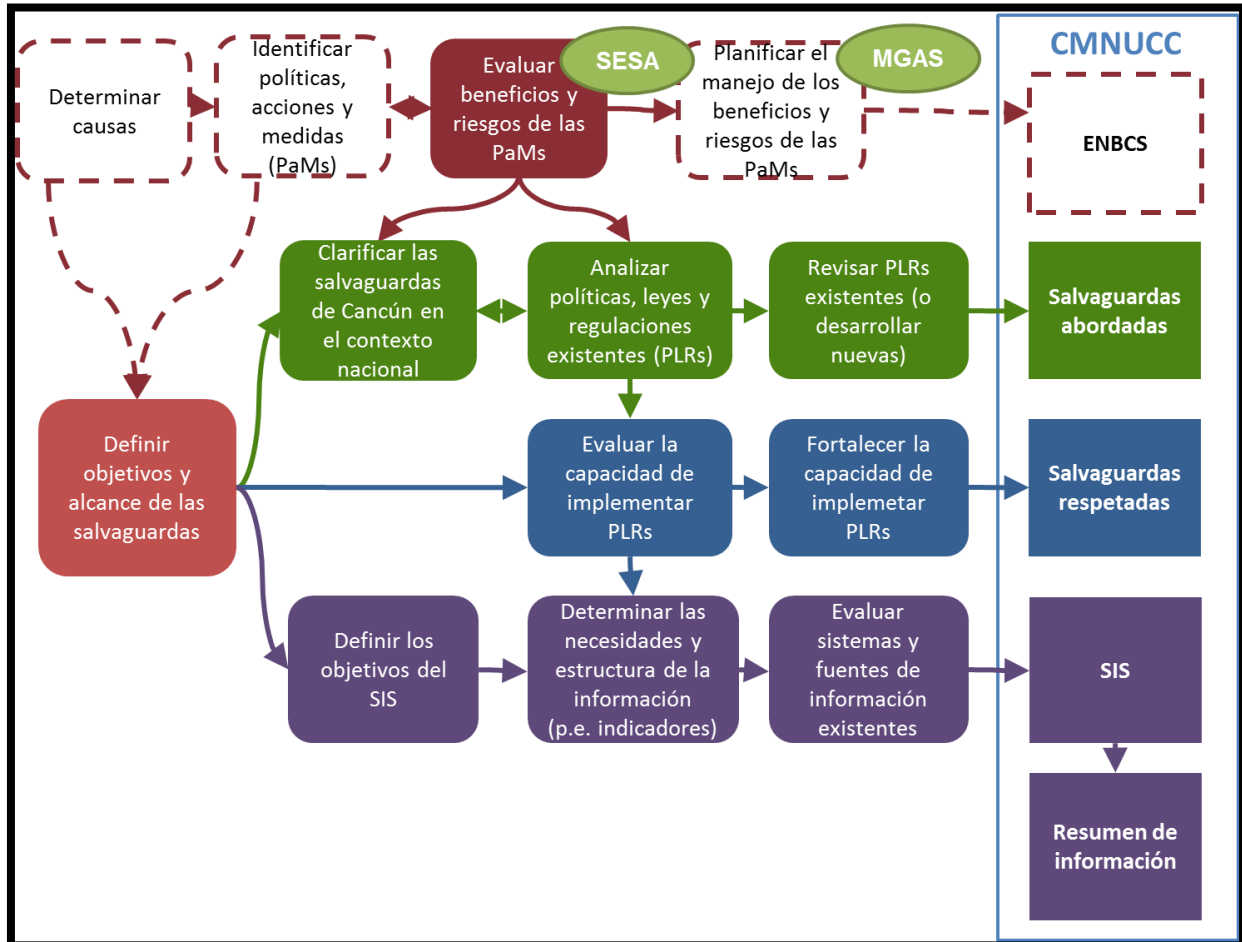 Determinar
causas
Identificar
políticas,
acciones y
medidas
(PaMs)
Evaluar
beneficios y
riesgos de las
PaMs
SESA
Planificar el
manejo de los
beneficios y
riesgos de las
PaMs
MGAS
CMNUCC
ENBCS
Clarificar las
salvaguardas
de Cancún en
el contexto
nacional
Analizar
políticas, leyes y
regulaciones
existentes (PLRs)
Revisar PLRs
existentes (o
desarrollar
nuevas)
Salvaguardas
abordadas
Definir
objetivos y
alcance de las
salvaguardas
Evaluar la
capacidad de
implementar
PLRs
Fortalecer la
capacidad de
implemetar
PLRs
Salvaguardas
respetadas
Definir los
objetivos del
SIS
Determinar las
necesidades y
estructura de la
información
(p.e. indicadores)
Evaluar
sistemas y
fuentes de
información
existentes
SIS
Resumen de
información